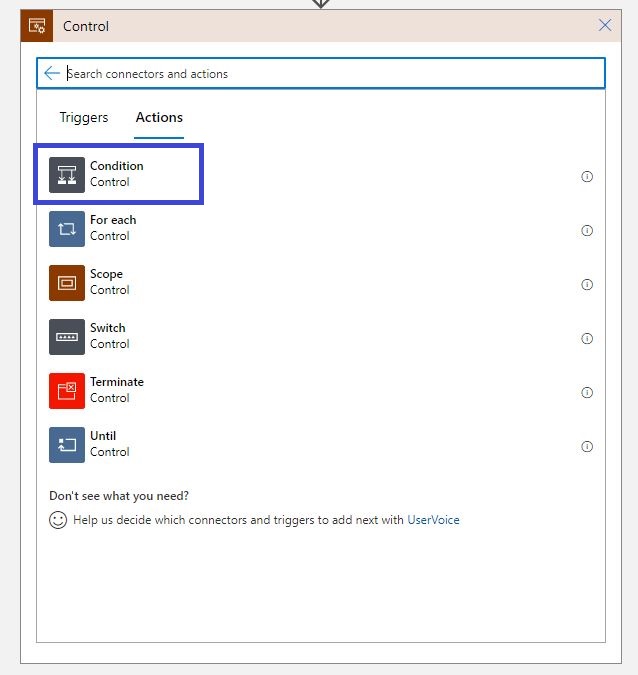 Control
Search connectors and actions
Triggers Actions
Condition
Control
For each
Control
Scope
Control
Switch
Control
Terminate
Control
Until
Control
Don't see what you need?
Help us decide which connectors and triggers to add next with UserVoice